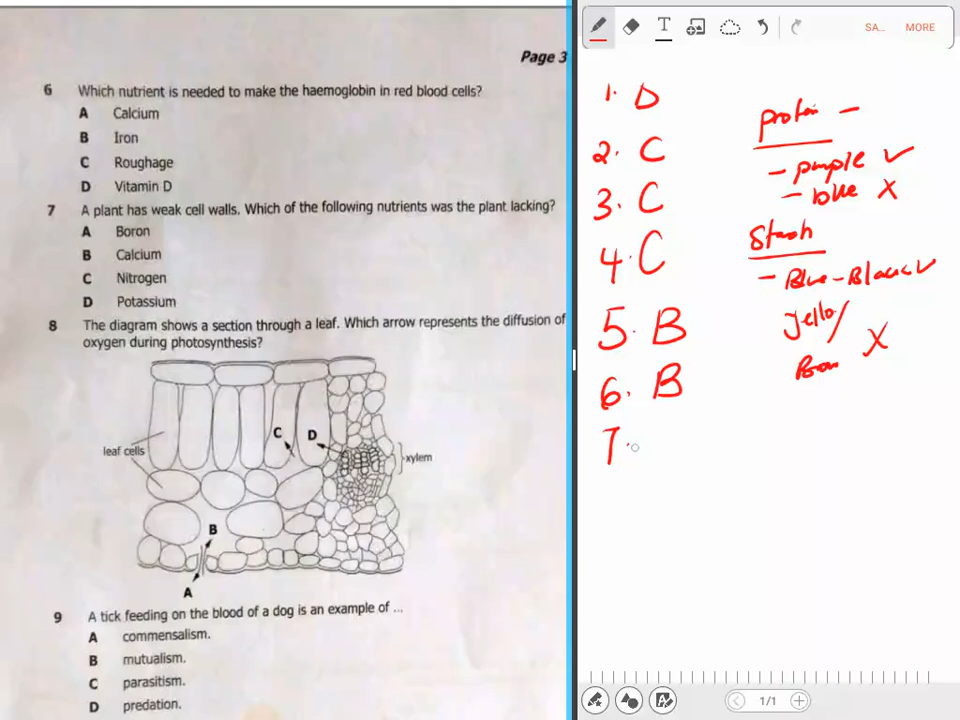 Page 3
6 Which nutrient is needed to make the haemoglobin in red blood cells?
A Calcium
B Iron
C Roughage
D Vitamin D
7 A plant has weak cell walls. Which of the following nutrients was the plant lacking?
A Boron
B Calcium
C Nitrogen
D Potassium
8 The diagram shows a section through a leaf. Which arrow represents the diffusion of
oxygen during photosynthesis?
C D
leaf cells
xylem
B
A
9 A tick feeding on the blood of a dog is an example of ...
A commensalism.
B mutualism.
C parasitism.
D predation.
T
SA...
MORE
1. D
2. C
3. C
4. C
5. B
6. B
7.
- purple ✓
- blue X
- Blue-Black ✓
X
1/1